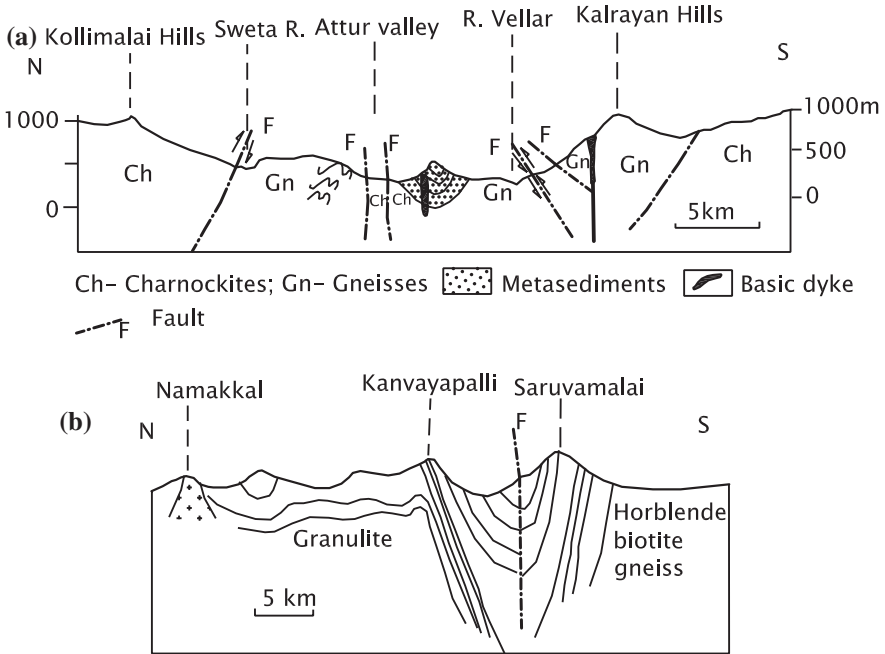 (a) Kollimalai Hills Sweta R. Attur valley R. Vellar Kalrayan Hills
N S
F F F F F
1000 1000m
Ch Gn Ch Ch Gn Gn Gn Ch
500
0 0
5km
Ch– Charnockites; Gn– Gneisses Metasediments Basic dyke
F Fault
(b) Namakkal Kanvayapalli Saruvamalai
N F S
Granulite
Horblende
biotite
gneiss
5 km